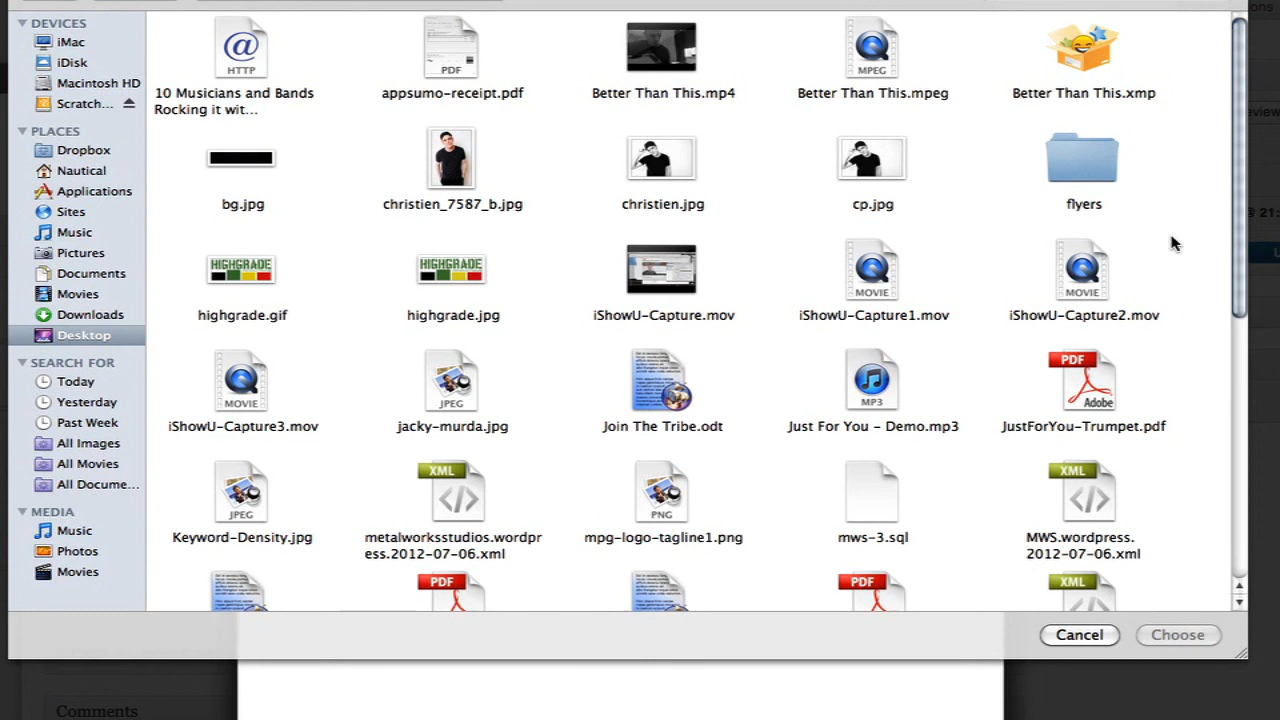 DEVICES
iMac
iDisk
Macintosh HD
Scratch...
PLACES
Dropbox
Nautical
Applications
Sites
Music
Pictures
Documents
Movies
Downloads
Desktop
SEARCH FOR
Today
Yesterday
Past Week
All Images
All Movies
All Docume...
MEDIA
Music
Photos
Movies
HTTP
10 Musicians and Bands
Rocking it wit...
PDF
appsumo-receipt.pdf
Better Than This.mp4
MPEG
Better Than This.mpeg
Better Than This.xmp
bg.jpg
christien_7587_b.jpg
christien.jpg
cp.jpg
flyers
HIGHGRADE
highgrade.gif
HIGHGRADE
highgrade.jpg
iShowU-Capture.mov
MOVIE
iShowU-Capture1.mov
MOVIE
iShowU-Capture2.mov
MOVIE
iShowU-Capture3.mov
JPEG
jacky-murda.jpg
Join The Tribe.odt
MP3
Just For You - Demo.mp3
PDF
Adobe
JustForYou-Trumpet.pdf
JPEG
Keyword-Density.jpg
XML
metalworksstudios.wordpr
ess.2012-07-06.xml
PNG
mpg-logo-tagline1.png
mws-3.sql
XML
MWS.wordpress.
2012-07-06.xml
PDF
PDF
XML
Cancel
Choose
Comments